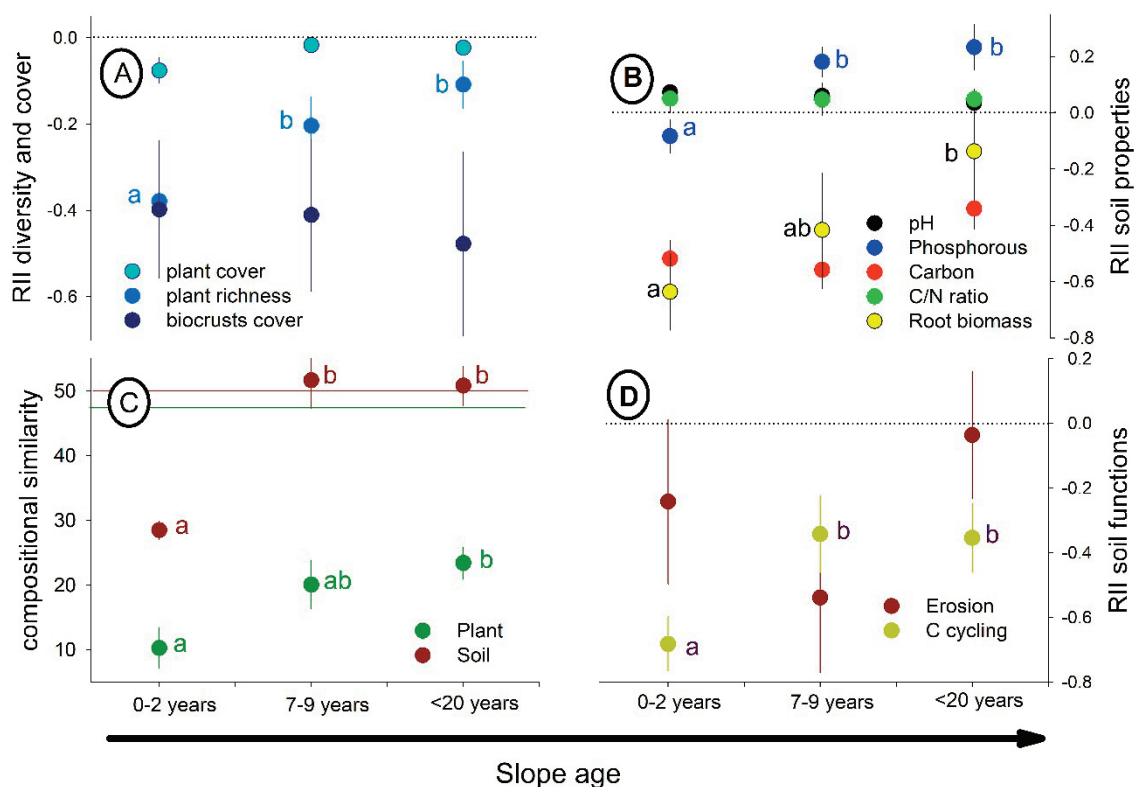 A
RII diversity and cover
0.0
-0.2
-0.4
-0.6
a
b
b
plant cover
plant richness
biocrusts cover
B
RII soil properties
0.2
0.0
-0.2
-0.4
-0.6
-0.8
a
b
b
a
ab
b
pH
Phosphorous
Carbon
C/N ratio
Root biomass
C
compositional similarity
50
40
30
20
10
a
b
b
a
ab
b
Plant
Soil
0-2 years
7-9 years
<20 years
D
RII soil functions
0.2
0.0
-0.2
-0.4
-0.6
-0.8
a
b
b
Erosion
C cycling
0-2 years
7-9 years
<20 years
Slope age